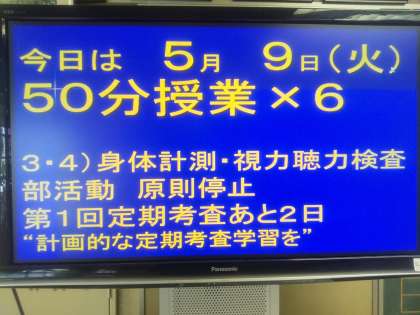 今日は 5月 9日(火)
50分授業×6
3・4)身体計測・視力聴力検査
部活動 原則停止
第1回定期考査あと2日
“計画的な定期考査学習を”
Panasonic